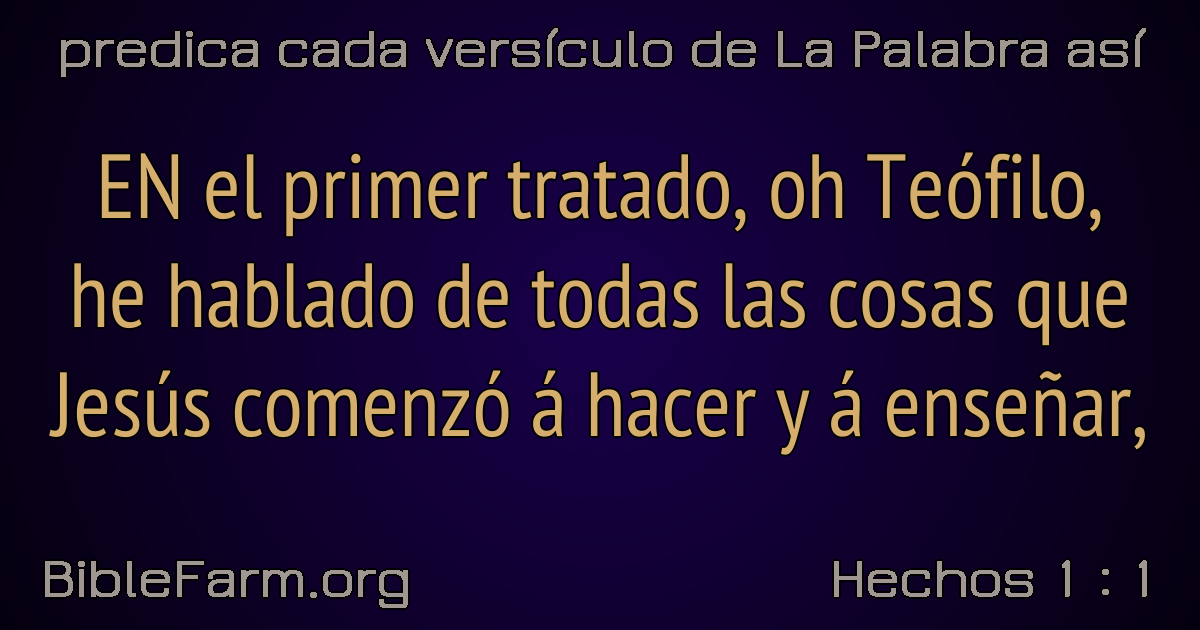 predica cada versículo de La Palabra así
EN el primer tratado, oh Teófilo,
he hablado de todas las cosas que
Jesús comenzó á hacer y á enseñar,
BibleFarm.org
Hechos 1 : 1